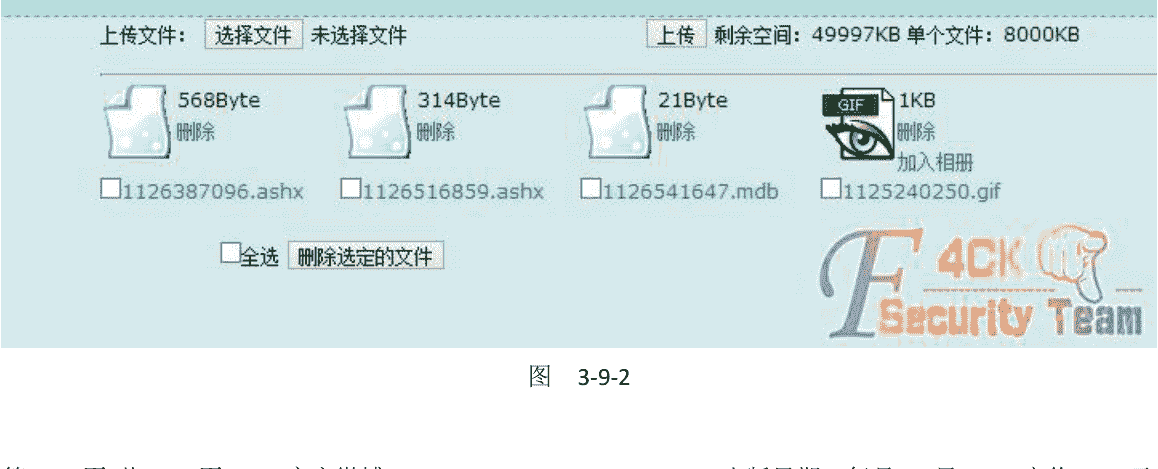 上传文件： 选择文件 未选择文件 上传 剩余空间：49997KB 单个文件：8000KB
568Byte 314Byte 21Byte GIF 1KB
删除 删除 删除 删除
加入相册
1126387096.ashx 1126516859.ashx 1126541647.mdb 1125240250.gif
全选 删除选定的文件
F4CK
Security Team
图 3-9-2